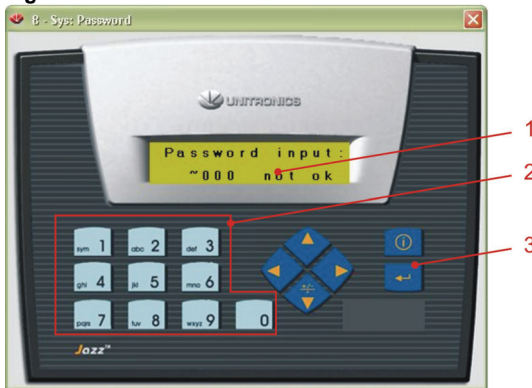 8 - Sys: Password
UNITRONICS
Password input:
~000 not ok
1
2
3
sym 1 abc 2 def 3
ghi 4 jkl 5 mno 6
pqrs 7 tuv 8 wxyz 9 0
+/-
Jazz™